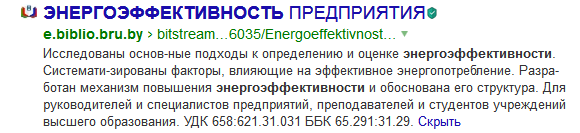 ЭНЕРГОЭФФЕКТИВНОСТЬ ПРЕДПРИЯТИЯ
e.biblio.bru.by › bitstream…6035/Energoeffektivnost…
Исследованы основ-ные подходы к определению и оценке энергоэффективности.
Системати-зированы факторы, влияющие на эффективное энергопотребление. Разра-
ботан механизм повышения энергоэффективности и обоснована его структура. Для
руководителей и специалистов предприятий, преподавателей и студентов учреждений
высшего образования. УДК 658:621.31.031 ББК 65.291:31.29. Скрыть